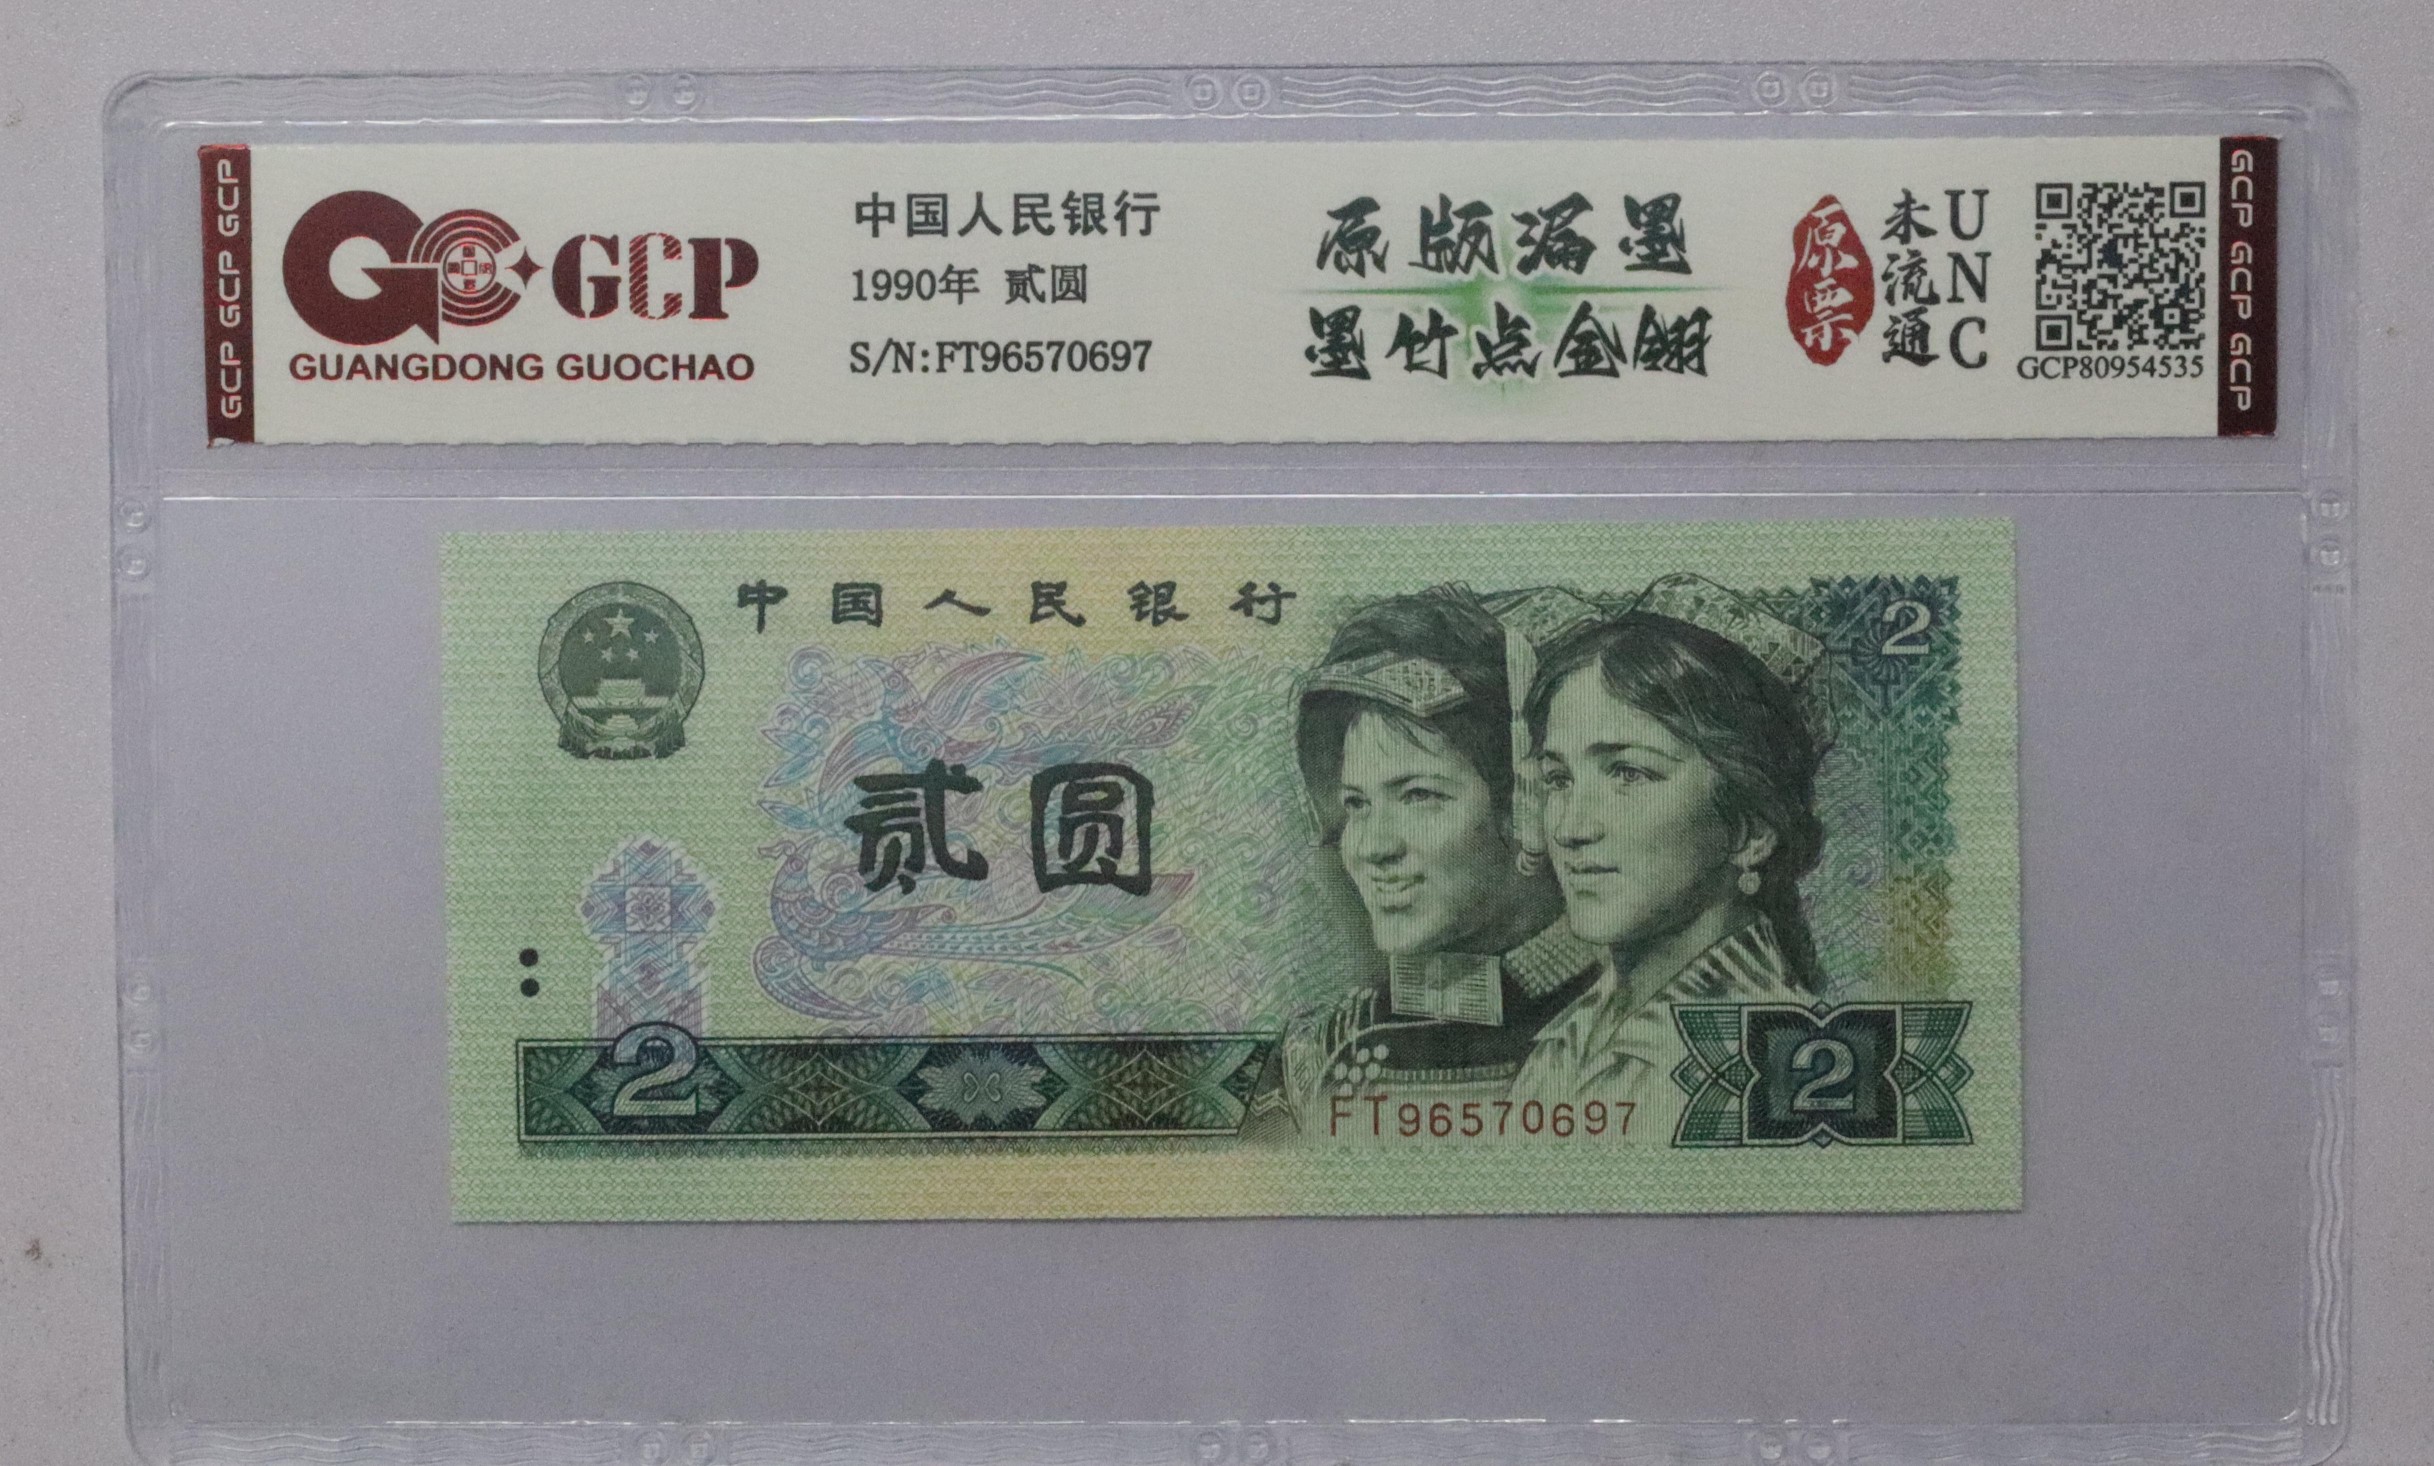 GCP GCP GCP
GCP
GUANGDONG GUOCHAO
中国人民银行
1990年 贰圆
S/N:FT96570697
原版漏墨
墨竹点金翅
原票
未流通
UNC
GCP80954535
GCP GCP GCP
中国人民银行
2
贰圆
2
FT96570697
2